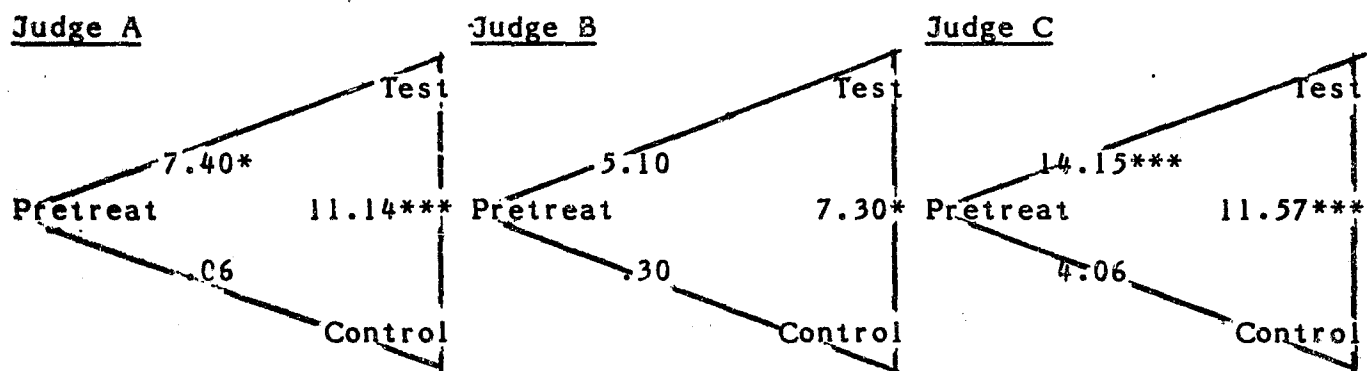 Judge A Judge B Judge C
Test Test Test
7.40* 5.10 14.15***
Pretreat 11.14*** Pretreat 7.30* Pretreat 11.57***
.06 .30 4.06
Control Control Control